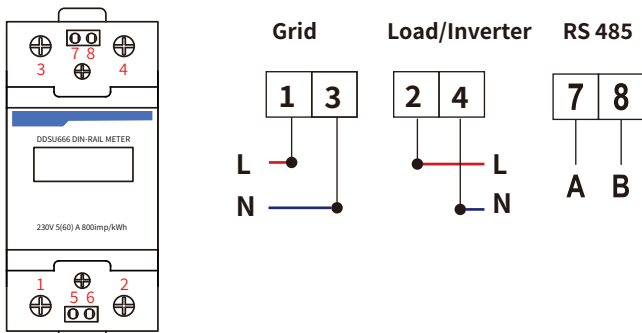 7 8
3 4
DDSU666 DIN-RAIL METER
230V 5(60) A 800imp/kWh
1 2
5 6
Grid Load/Inverter RS 485
1 3 2 4 7 8
L L
N N
A B